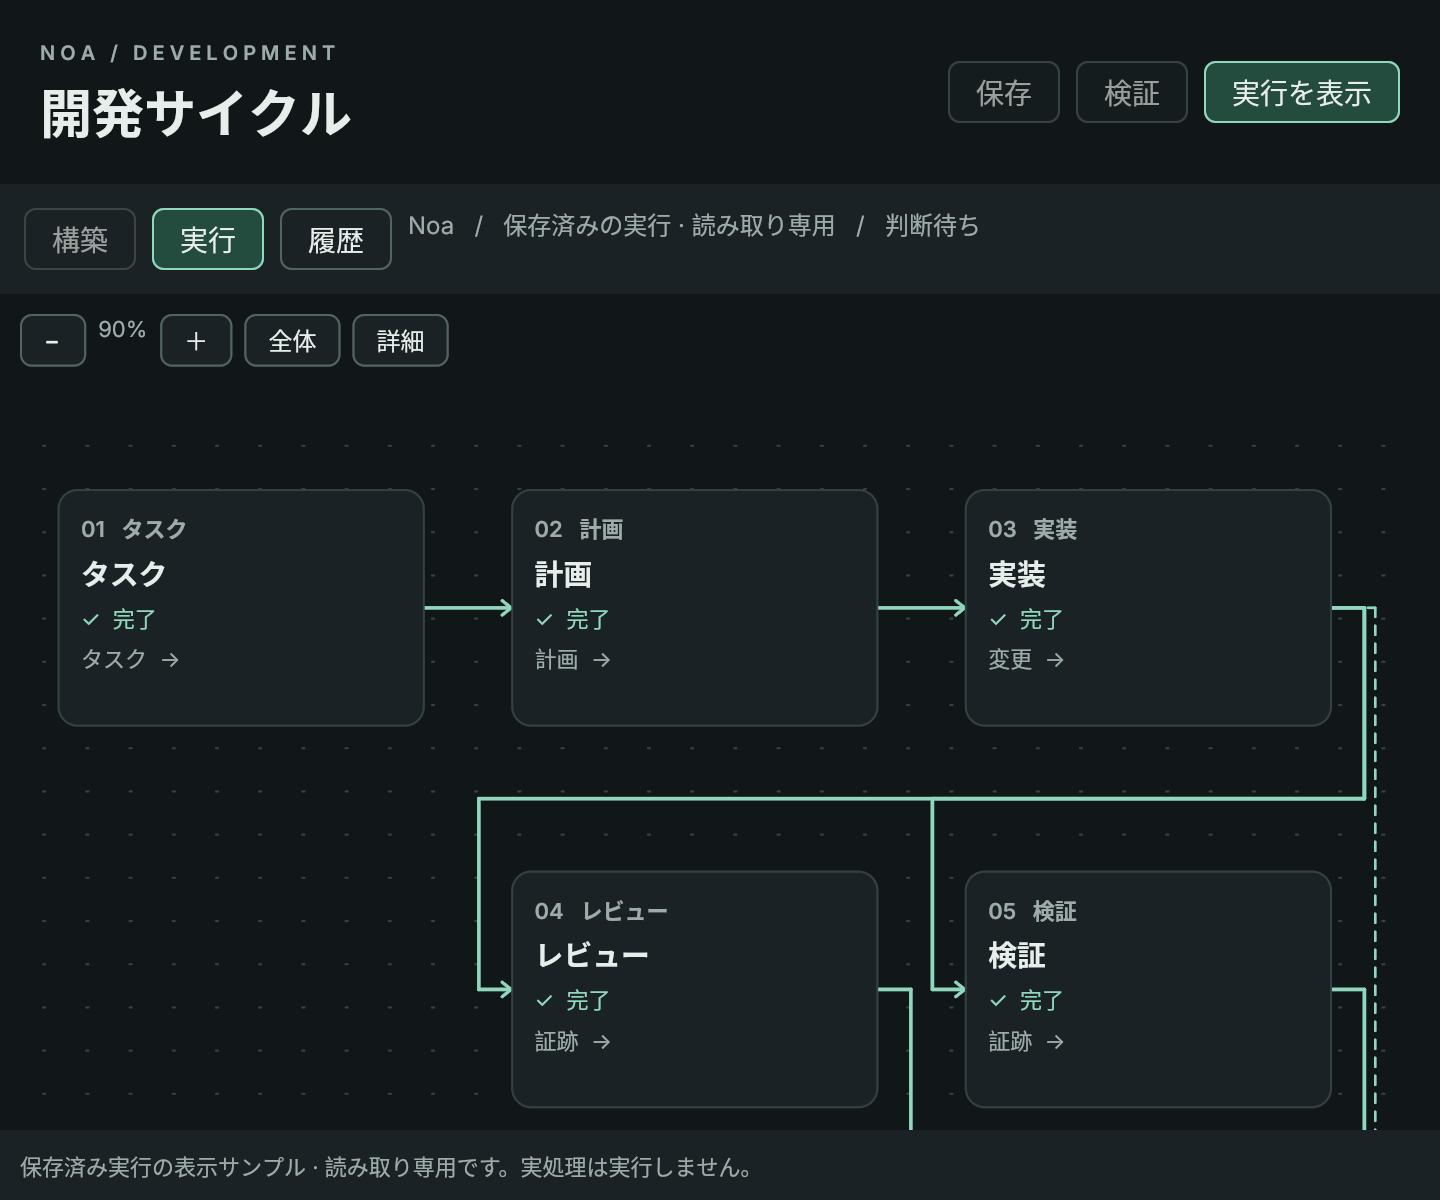 NOA / DEVELOPMENT
開発サイクル
保存 検証 実行を表示
構築 実行 履歴 Noa / 保存済みの実行 · 読み取り専用 / 判断待ち
− 90% + 全体 詳細
01 タスク
タスク
✓ 完了
タスク →
02 計画
計画
✓ 完了
計画 →
03 実装
実装
✓ 完了
変更 →
04 レビュー
レビュー
✓ 完了
証跡 →
05 検証
検証
✓ 完了
証跡 →
保存済み実行の表示サンプル · 読み取り専用です。実処理は実行しません。